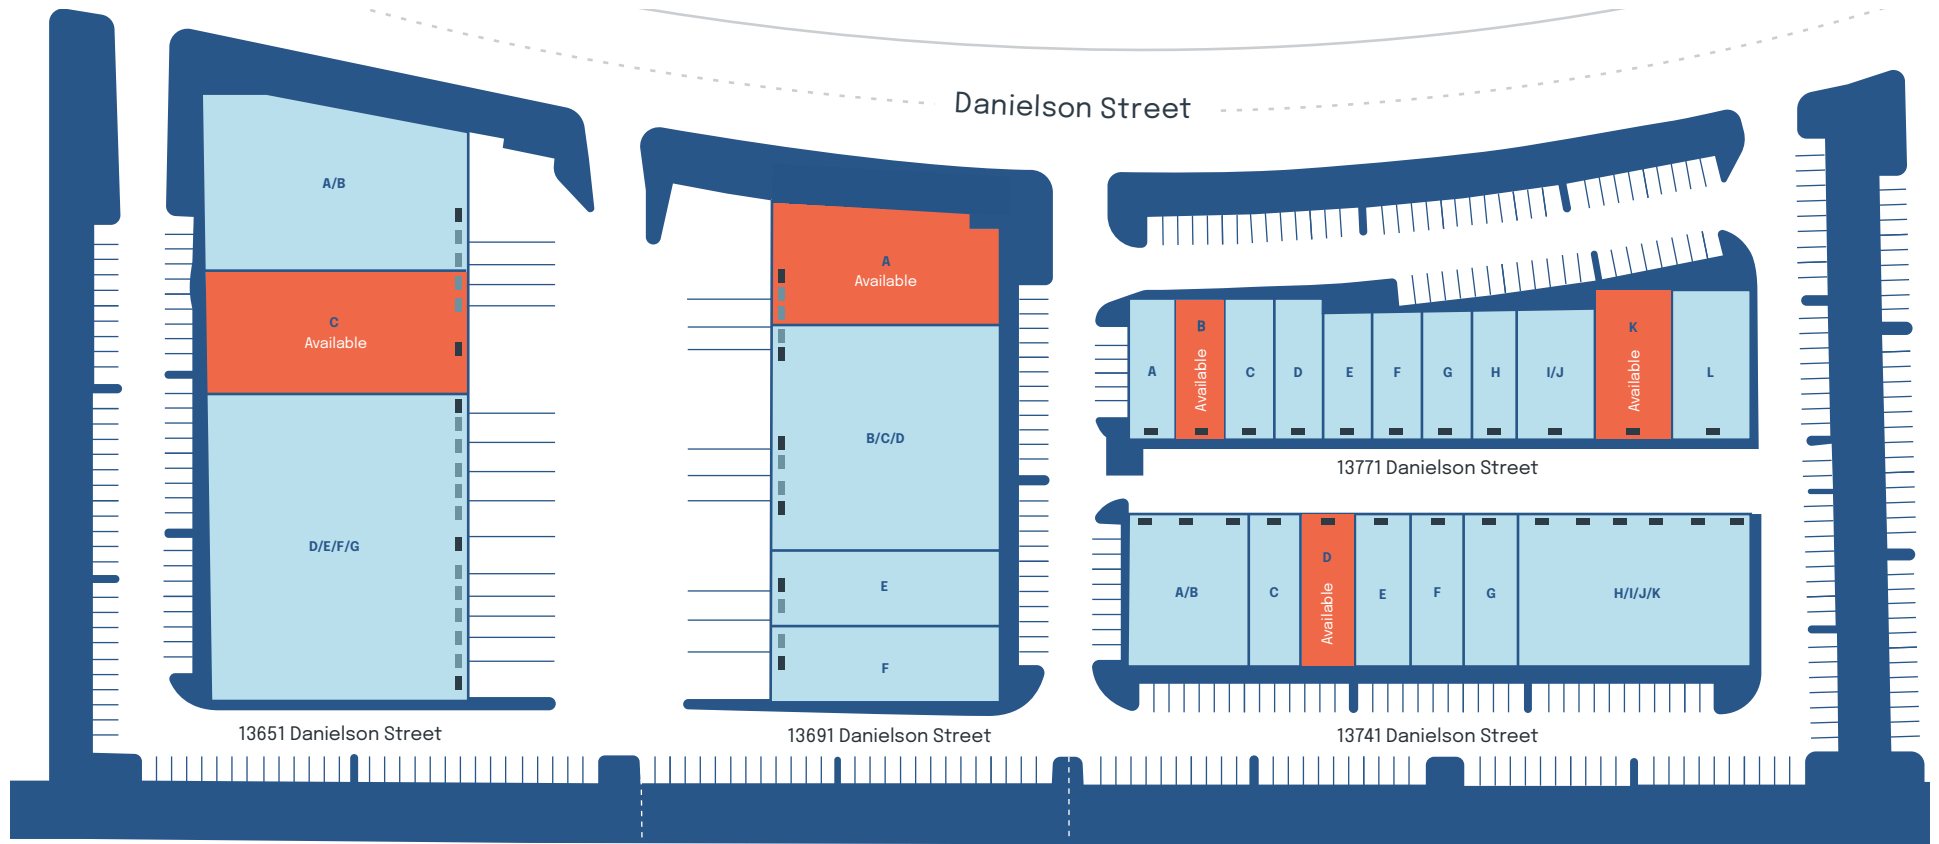 Danielson Street
A/B
C
Available
D/E/F/G
13651 Danielson Street
A
Available
B/C/D
E
F
13691 Danielson Street
A
B
Available
C
D
E
F
G
H
I/J
K
Available
L
13771 Danielson Street
A/B
C
D
Available
E
F
G
H/I/J/K
13741 Danielson Street